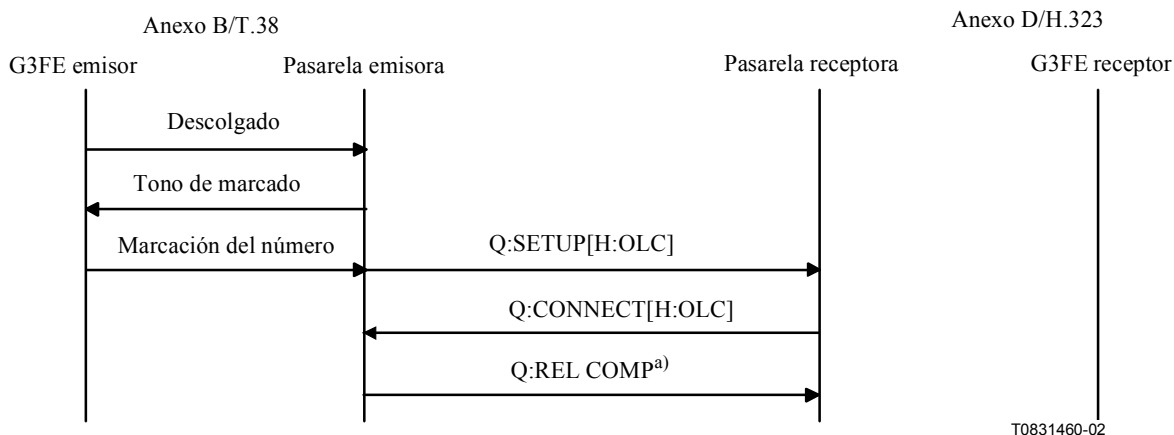 Anexo B/T.38
Anexo D/H.323
G3FE emisor
Pasarela emisora
Pasarela receptora
G3FE receptor
Descolgado
Tono de marcado
Marcación del número
Q:SETUP[H:OLC]
Q:CONNECT[H:OLC]
Q:REL COMPa)
T0831460-02